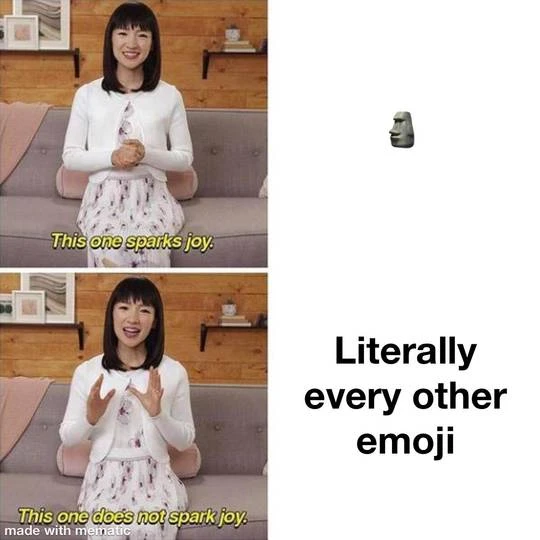 This one sparks joy.
Literally
every other
emoji
This one does not spark joy.
made with mematic